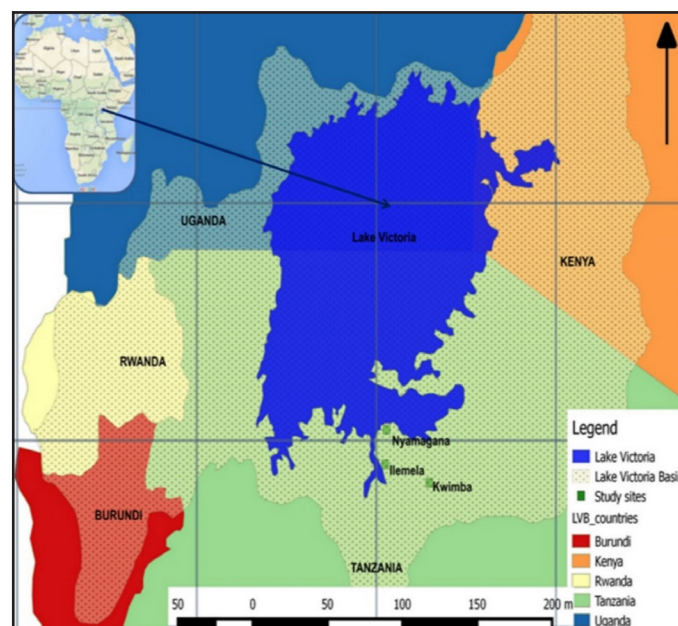 UGANDA
Lake Victoria
KENYA
RWANDA
Nyamagana
Ilemela
Kwimba
BURUNDI
TANZANIA
50 0 50 100 150 200 m
Legend
Lake Victoria
Lake Victoria Basi
Study sites
LVB_countries
Burundi
Kenya
Rwanda
Tanzania
Uganda